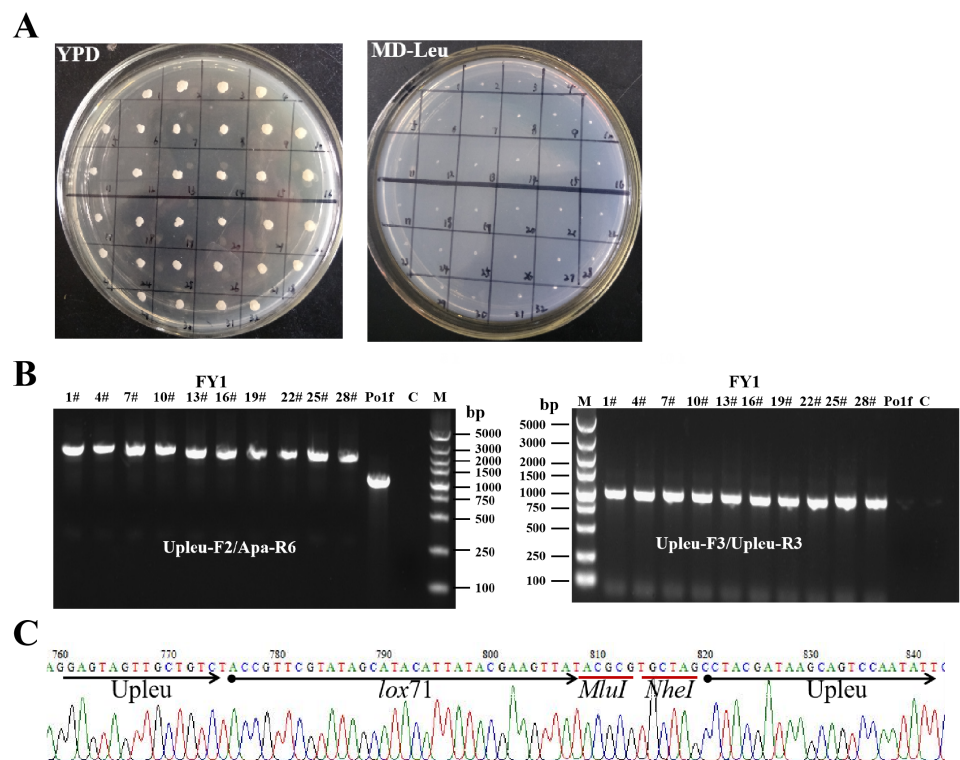 A
YPD
MD-Leu
B
FY1
1# 4# 7# 10# 13# 16# 19# 22# 25# 28# Po1f C M
bp
5000
3000
2000
1500
1000
750
500
250
100
Upleu-F2/Apa-R6
FY1
bp
M 1# 4# 7# 10# 13# 16# 19# 22# 25# 28# Po1f C
5000
3000
2000
1500
1000
750
500
250
100
Upleu-F3/Upleu-R3
C
760 770 780 790 800 810 820 830 840
AGGAGTAGTTGCTGTCTACCGTTCGTATAGCATACATTATACGAAGTTATACGCGTGCTAGCCTACGATAAGCAGTCCAATATTC
Upleu lox71 MluI NheI Upleu